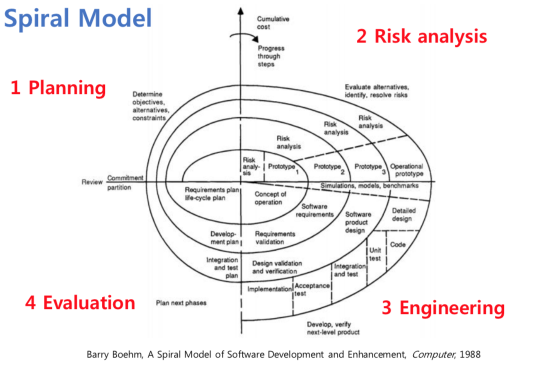 Spiral Model
Cumulative
cost
Progress
through
steps
2 Risk analysis
1 Planning
Determine
objectives,
alternatives,
constraints
Evaluate alternatives,
identify, resolve risks
Risk
analysis
Risk
analysis
Risk
analysis
Risk
analy-
sis
Prototype
1
Prototype
2
Prototype
3
Operational
prototype
Review
Commitment
partition
Simulations, models, benchmarks
Requirements plan
life-cycle plan
Concept of
operation
Software
requirements
Software
product
design
Detailed
design
Develop-
ment plan
Requirements
validation
Code
Unit
test
Integration
and test
plan
Design validation
and verification
Integration
and test
Acceptance
test
Implementation
4 Evaluation
Plan next phases
3 Engineering
Develop, verify
next-level product
Barry Boehm, A Spiral Model of Software Development and Enhancement, Computer, 1988